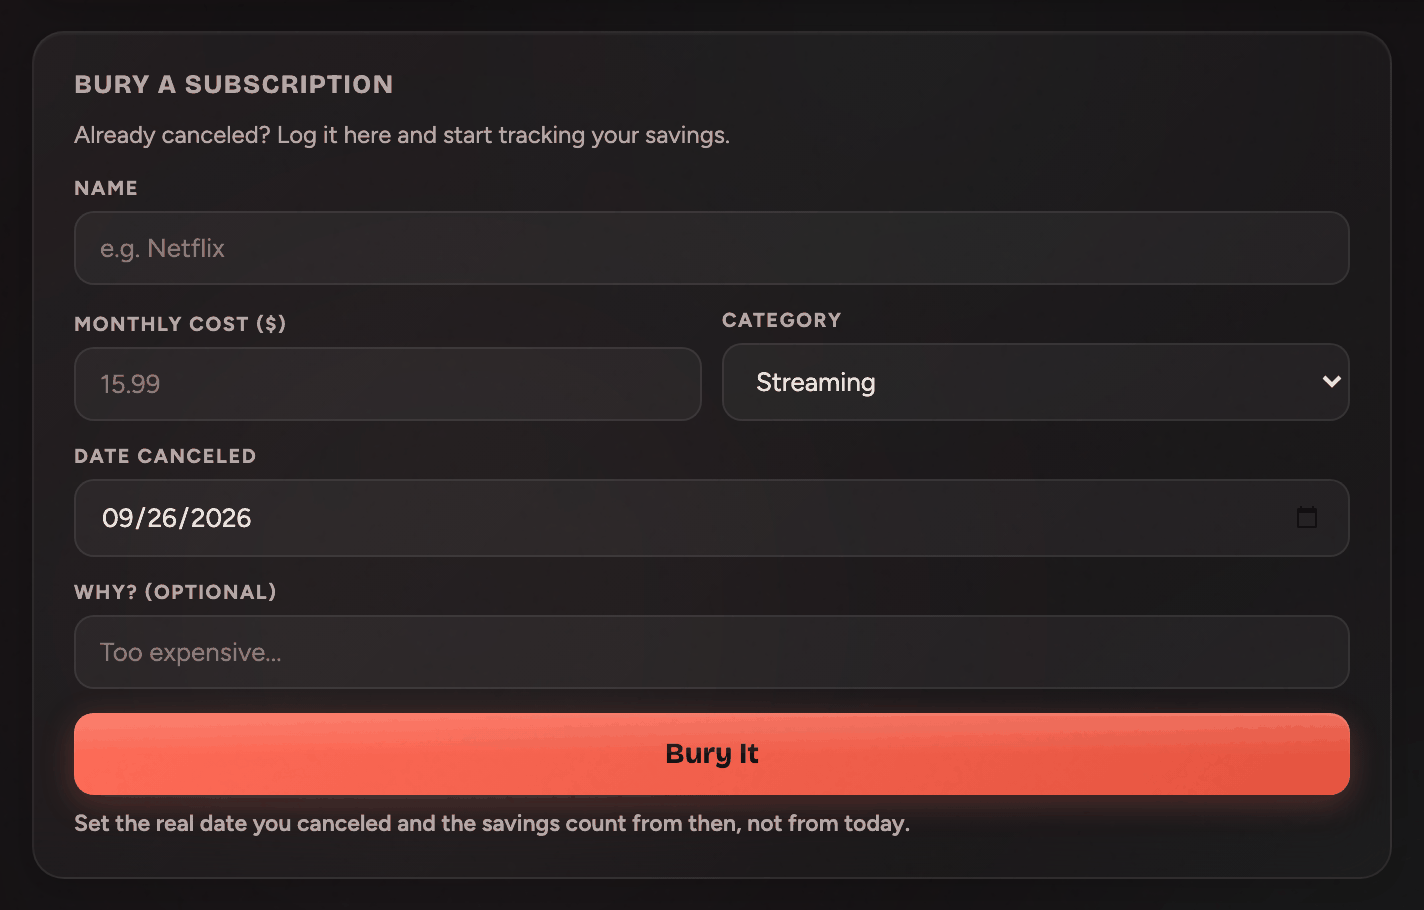 BURY A SUBSCRIPTION
Already canceled? Log it here and start tracking your savings.
NAME
e.g. Netflix
MONTHLY COST ($)
CATEGORY
15.99
Streaming
DATE CANCELED
09/26/2026
WHY? (OPTIONAL)
Too expensive...
Bury It
Set the real date you canceled and the savings count from then, not from today.